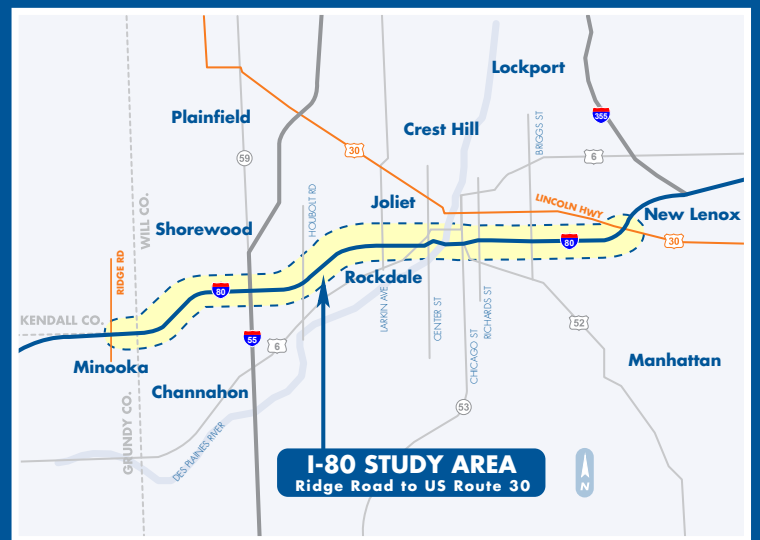 Lockport
Plainfield
355
Crest Hill
BRIGGS ST
30
6
59
WILL CO.
HOUBOLT RD
Joliet
LINCOLN HWY
New Lenox
Shorewood
80
30
RIDGE RD
Rockdale
80
KENDALL CO.
LARKIN AVE
CENTER ST
RICHARDS ST
52
55
6
CHICAGO ST
Minooka
Manhattan
Channahon
53
GRUNDY CO.
DES PLAINES RIVER
I-80 STUDY AREA
Ridge Road to US Route 30
N